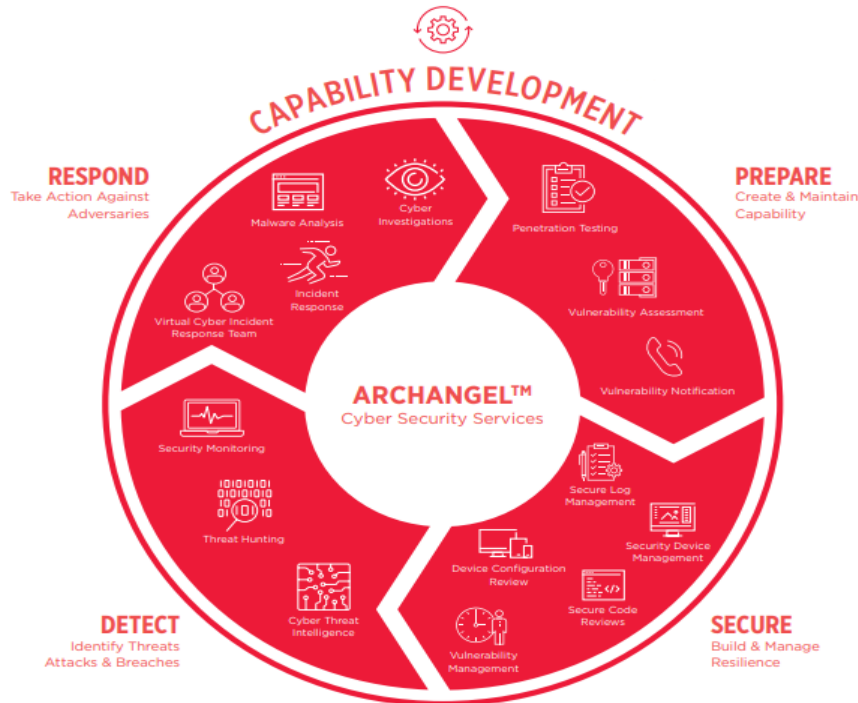 CAPABILITY DEVELOPMENT
RESPOND
Take Action Against
Adversaries
PREPARE
Create & Maintain
Capability
Malware Analysis
Cyber
Investigations
Incident
Response
Virtual Cyber Incident
Response Team
Penetration Testing
Vulnerability Assessment
Vulnerability Notification
ARCHANGEL™
Cyber Security Services
Security Monitoring
Threat Hunting
Cyber Threat
Intelligence
Secure Log
Management
Security Device
Management
Device Configuration
Review
Secure Code
Reviews
Vulnerability
Management
DETECT
Identify Threats
Attacks & Breaches
SECURE
Build & Manage
Resilience